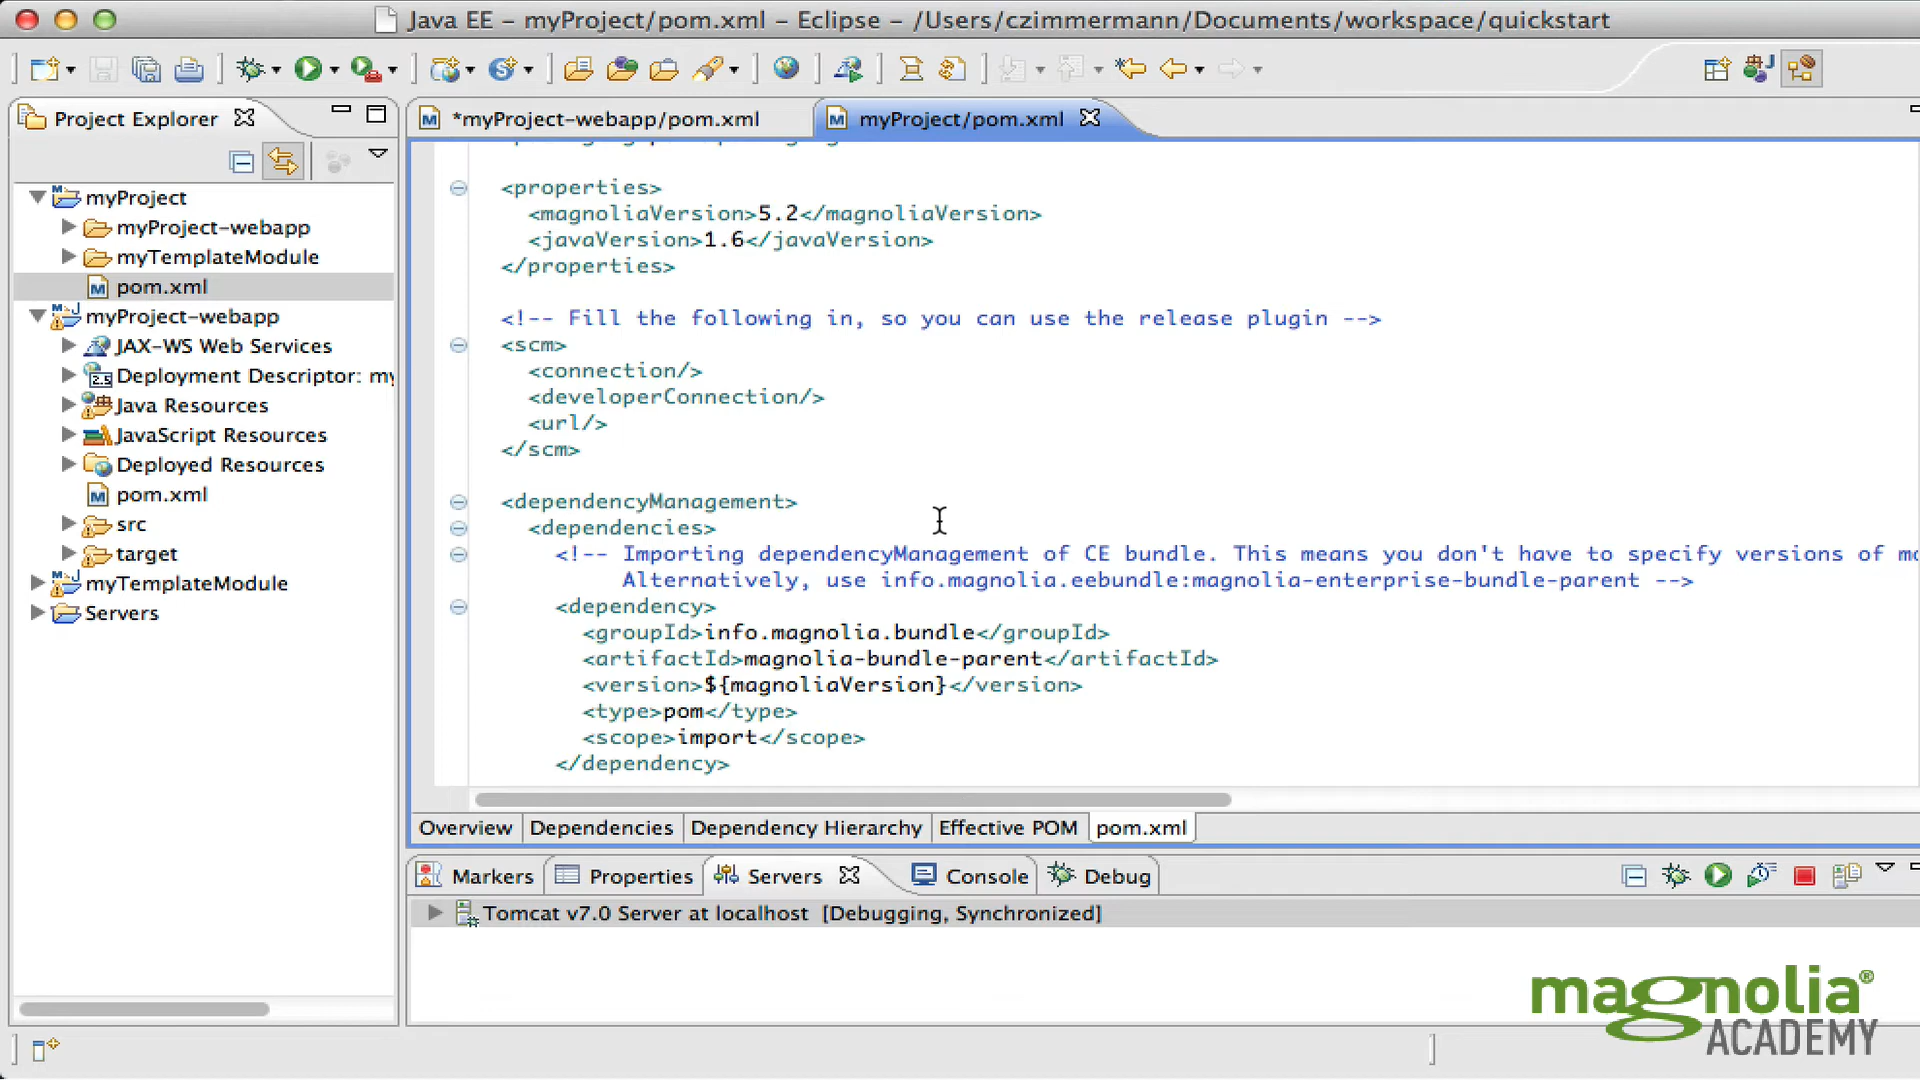 Java EE - myProject/pom.xml - Eclipse - /Users/czimmermann/Documents/workspace/quickstart
Project Explorer
myProject
myProject-webapp
myTemplateModule
pom.xml
myProject-webapp
JAX-WS Web Services
Deployment Descriptor: my
Java Resources
JavaScript Resources
Deployed Resources
pom.xml
src
target
myTemplateModule
Servers
*myProject-webapp/pom.xml
myProject/pom.xml
<properties>
<magnoliaVersion>5.2</magnoliaVersion>
<javaVersion>1.6</javaVersion>
</properties>
<!-- Fill the following in, so you can use the release plugin -->
<scm>
<connection/>
<developerConnection/>
<url/>
</scm>
<dependencyManagement>
<dependencies>
<!-- Importing dependencyManagement of CE bundle. This means you don't have to specify versions of
Alternatively, use info.magnolia.eebundle:magnolia-enterprise-bundle-parent -->
<dependency>
<groupId>info.magnolia.bundle</groupId>
<artifactId>magnolia-bundle-parent</artifactId>
<version>${magnoliaVersion}</version>
<type>pom</type>
<scope>import</scope>
</dependency>
Overview Dependencies Dependency Hierarchy Effective POM pom.xml
Markers Properties Servers Console Debug
Tomcat v7.0 Server at localhost [Debugging, Synchronized]
magnolia®
ACADEMY